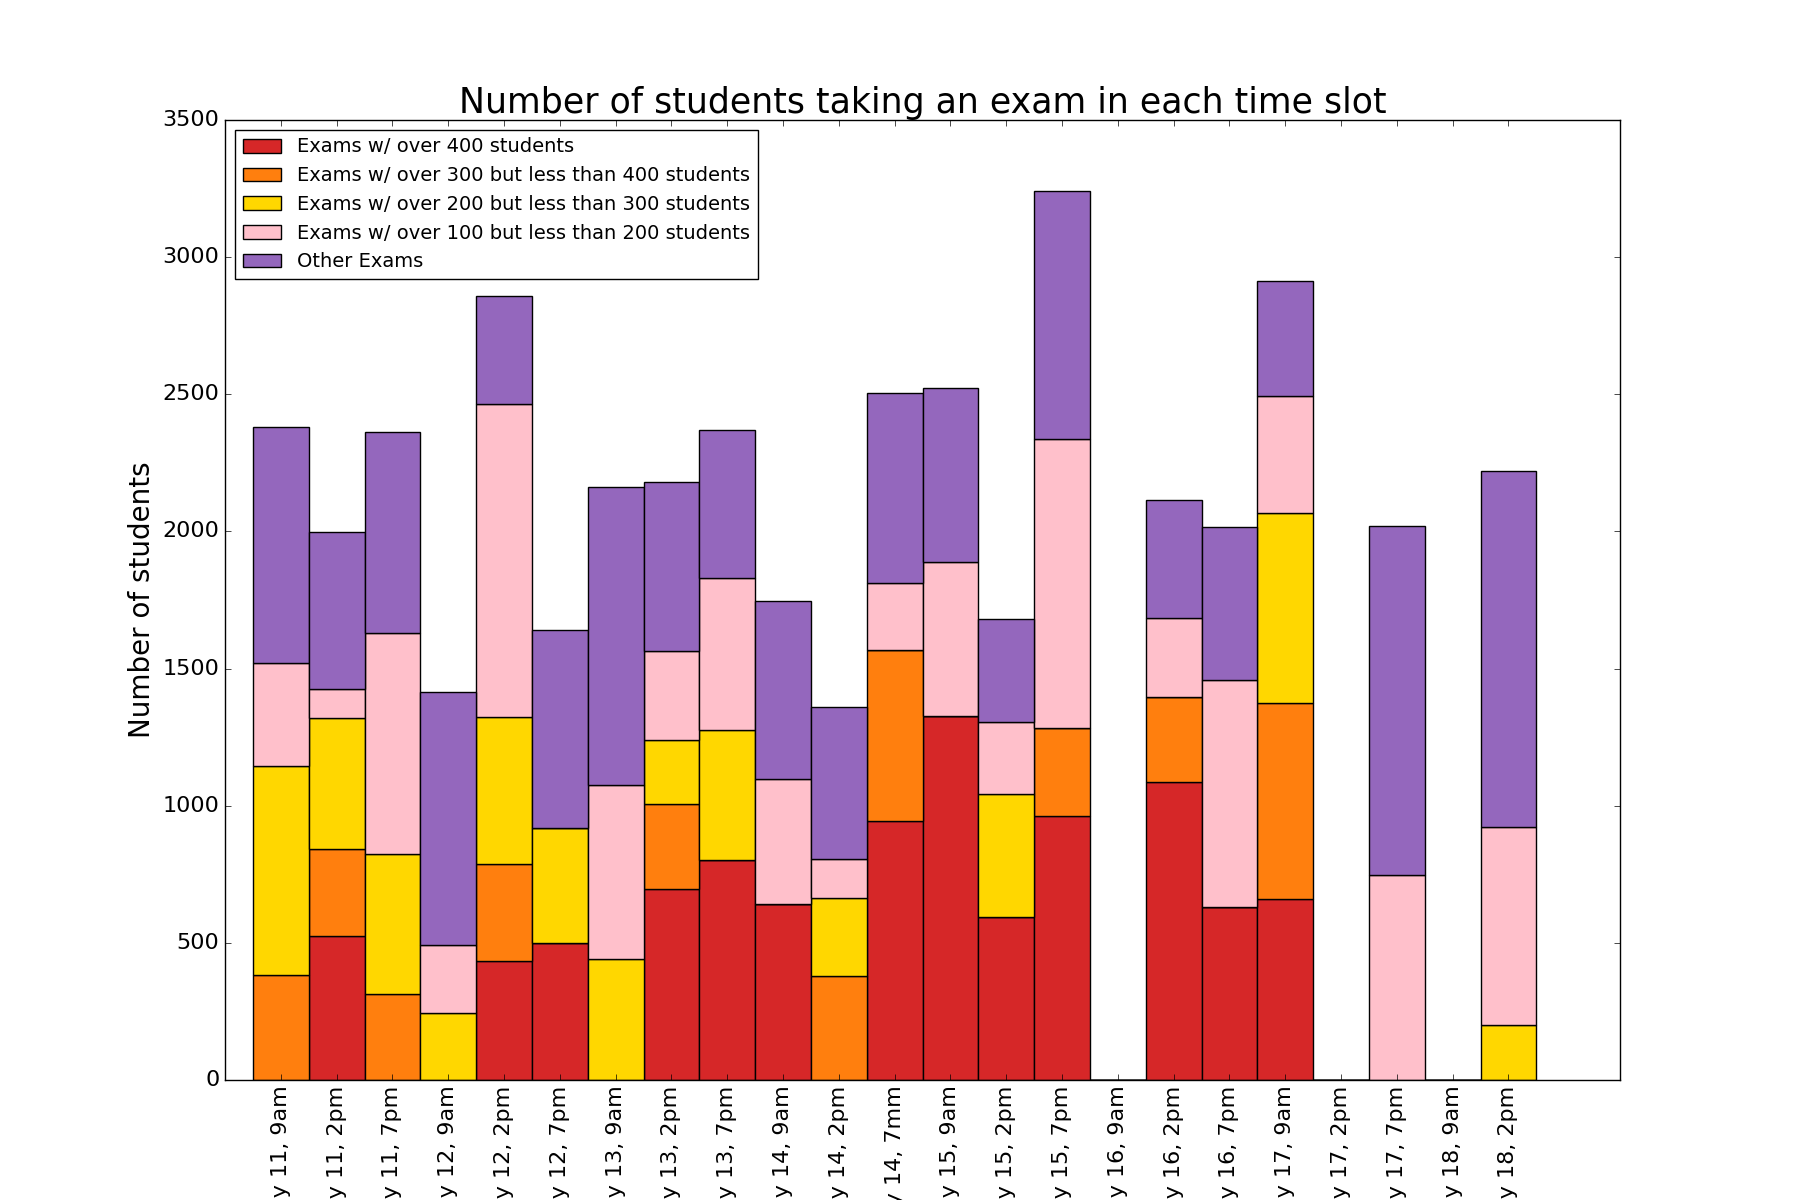 Number of students taking an exam in each time slot
3500
3000
2500
2000
1500
1000
500
0
Number of students
Exams w/ over 400 students
Exams w/ over 300 but less than 400 students
Exams w/ over 200 but less than 300 students
Exams w/ over 100 but less than 200 students
Other Exams
y 11, 9am
y 11, 2pm
y 11, 7pm
y 12, 9am
y 12, 2pm
y 12, 7pm
y 13, 9am
y 13, 2pm
y 13, 7pm
y 14, 9am
y 14, 2pm
y 14, 7mm
y 15, 9am
y 15, 2pm
y 15, 7pm
y 16, 9am
y 16, 2pm
y 16, 7pm
y 17, 9am
y 17, 2pm
y 17, 7pm
y 18, 9am
y 18, 2pm